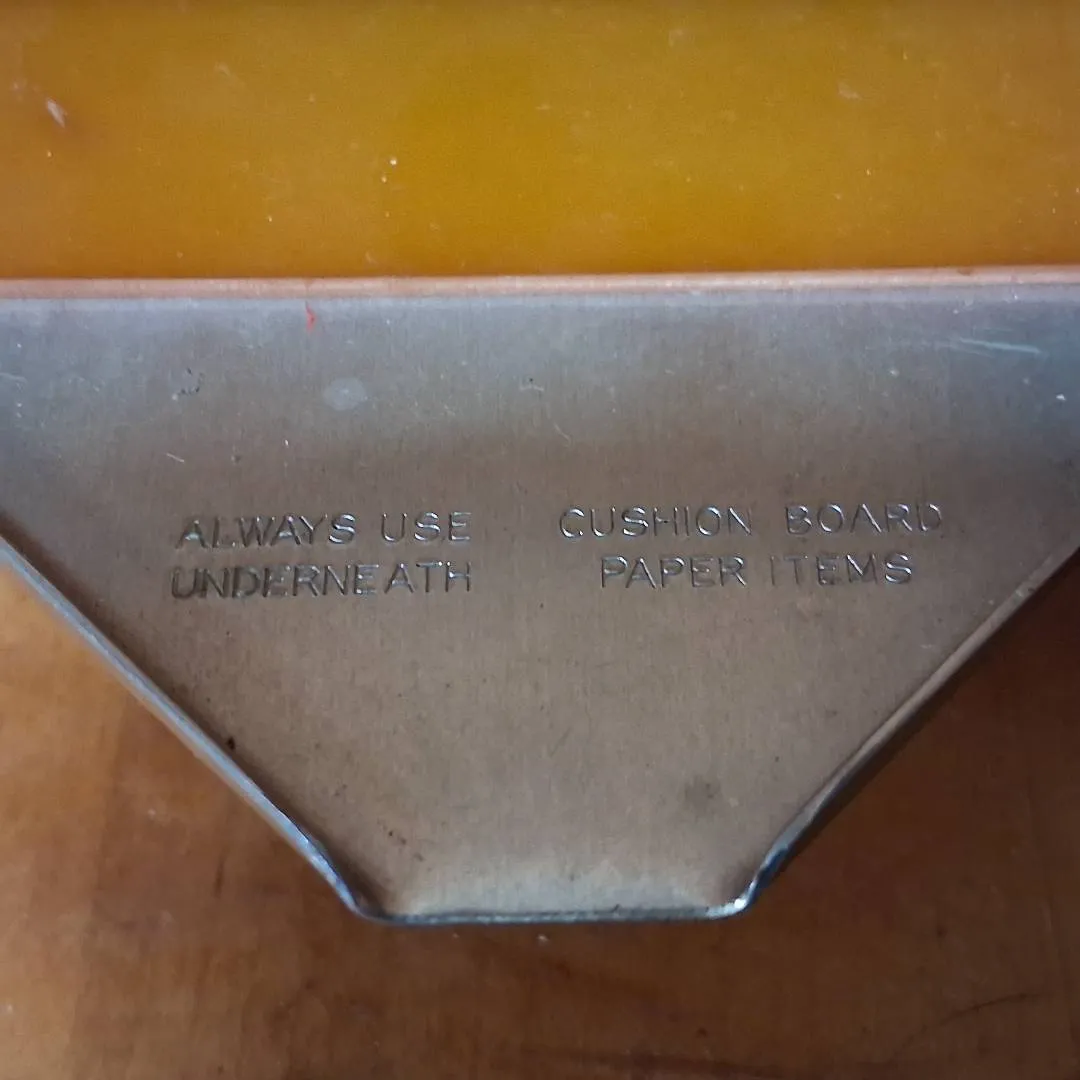 ALWAYS USE CUSHION BOARD
UNDERNEATH PAPER ITEMS